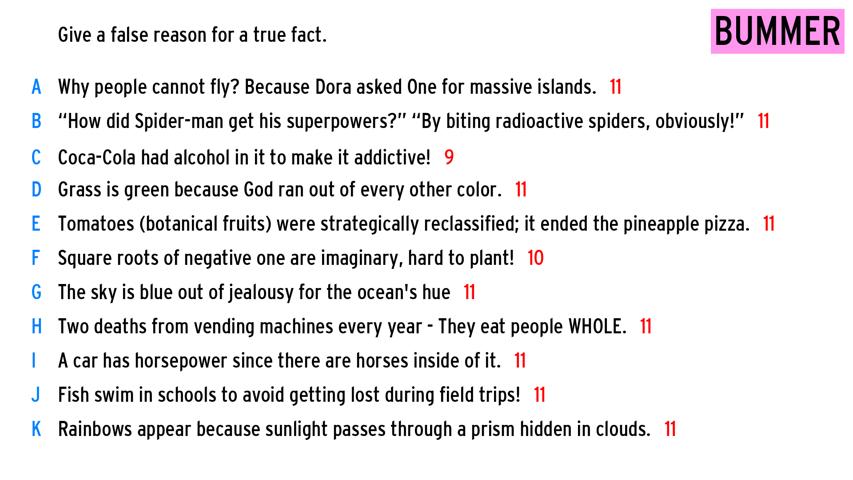 Give a false reason for a true fact.
BUMMER
A Why people cannot fly? Because Dora asked One for massive islands. 11
B “How did Spider-man get his superpowers?” “By biting radioactive spiders, obviously!” 11
C Coca-Cola had alcohol in it to make it addictive! 9
D Grass is green because God ran out of every other color. 11
E Tomatoes (botanical fruits) were strategically reclassified; it ended the pineapple pizza. 11
F Square roots of negative one are imaginary, hard to plant! 10
G The sky is blue out of jealousy for the ocean's hue 11
H Two deaths from vending machines every year - They eat people WHOLE. 11
I A car has horsepower since there are horses inside of it. 11
J Fish swim in schools to avoid getting lost during field trips! 11
K Rainbows appear because sunlight passes through a prism hidden in clouds. 11